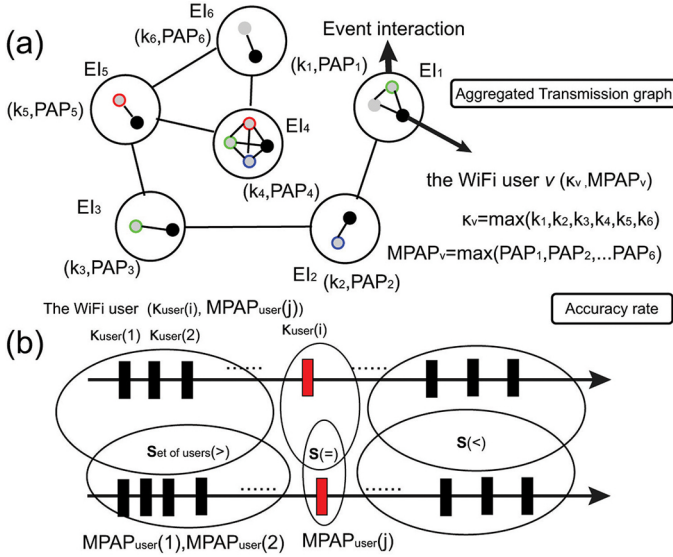 (a)
EI6
(k6,PAP6)
Event interaction
(k1,PAP1)
EI1
EI5
(k5,PAP5)
Aggregated Transmission graph
EI4
(k4,PAP4)
the WiFi user v (κv,MPAPv)
κv=max(k1,k2,k3,k4,k5,k6)
MPAPv=max(PAP1,PAP2,...PAP6)
EI3
(k3,PAP3)
EI2
(k2,PAP2)
The WiFi user (κuser(i), MPAPuser(j))
Accuracy rate
κuser(1) κuser(2)
κuser(i)
(b)
......
......
Set of users(>)
S(=)
S(<)
......
......
MPAPuser(1),MPAPuser(2)
MPAPuser(j)